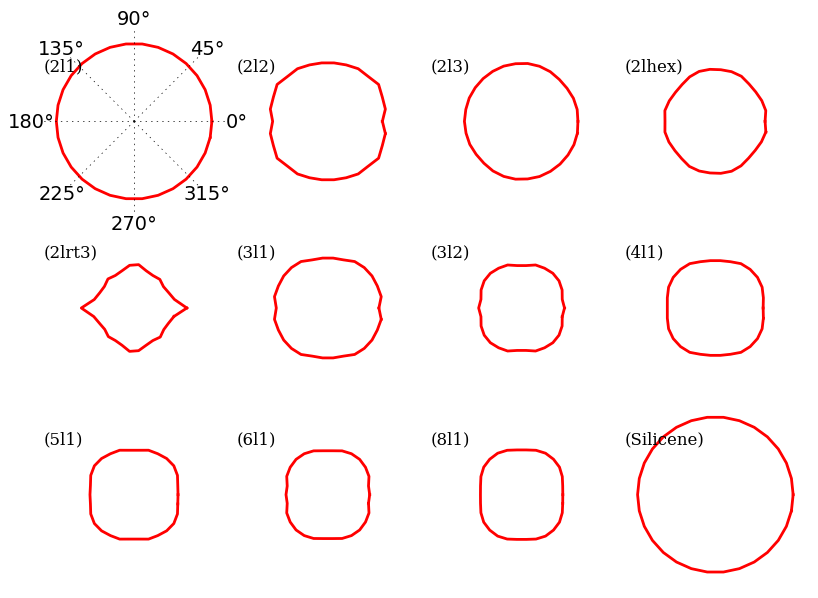 90°
135° 45°
(2l1) (2l2) (2l3) (2lhex)
180° 0°
225° 315°
270°
(2lrt3) (3l1) (3l2) (4l1)
(5l1) (6l1) (8l1) (Silicene)